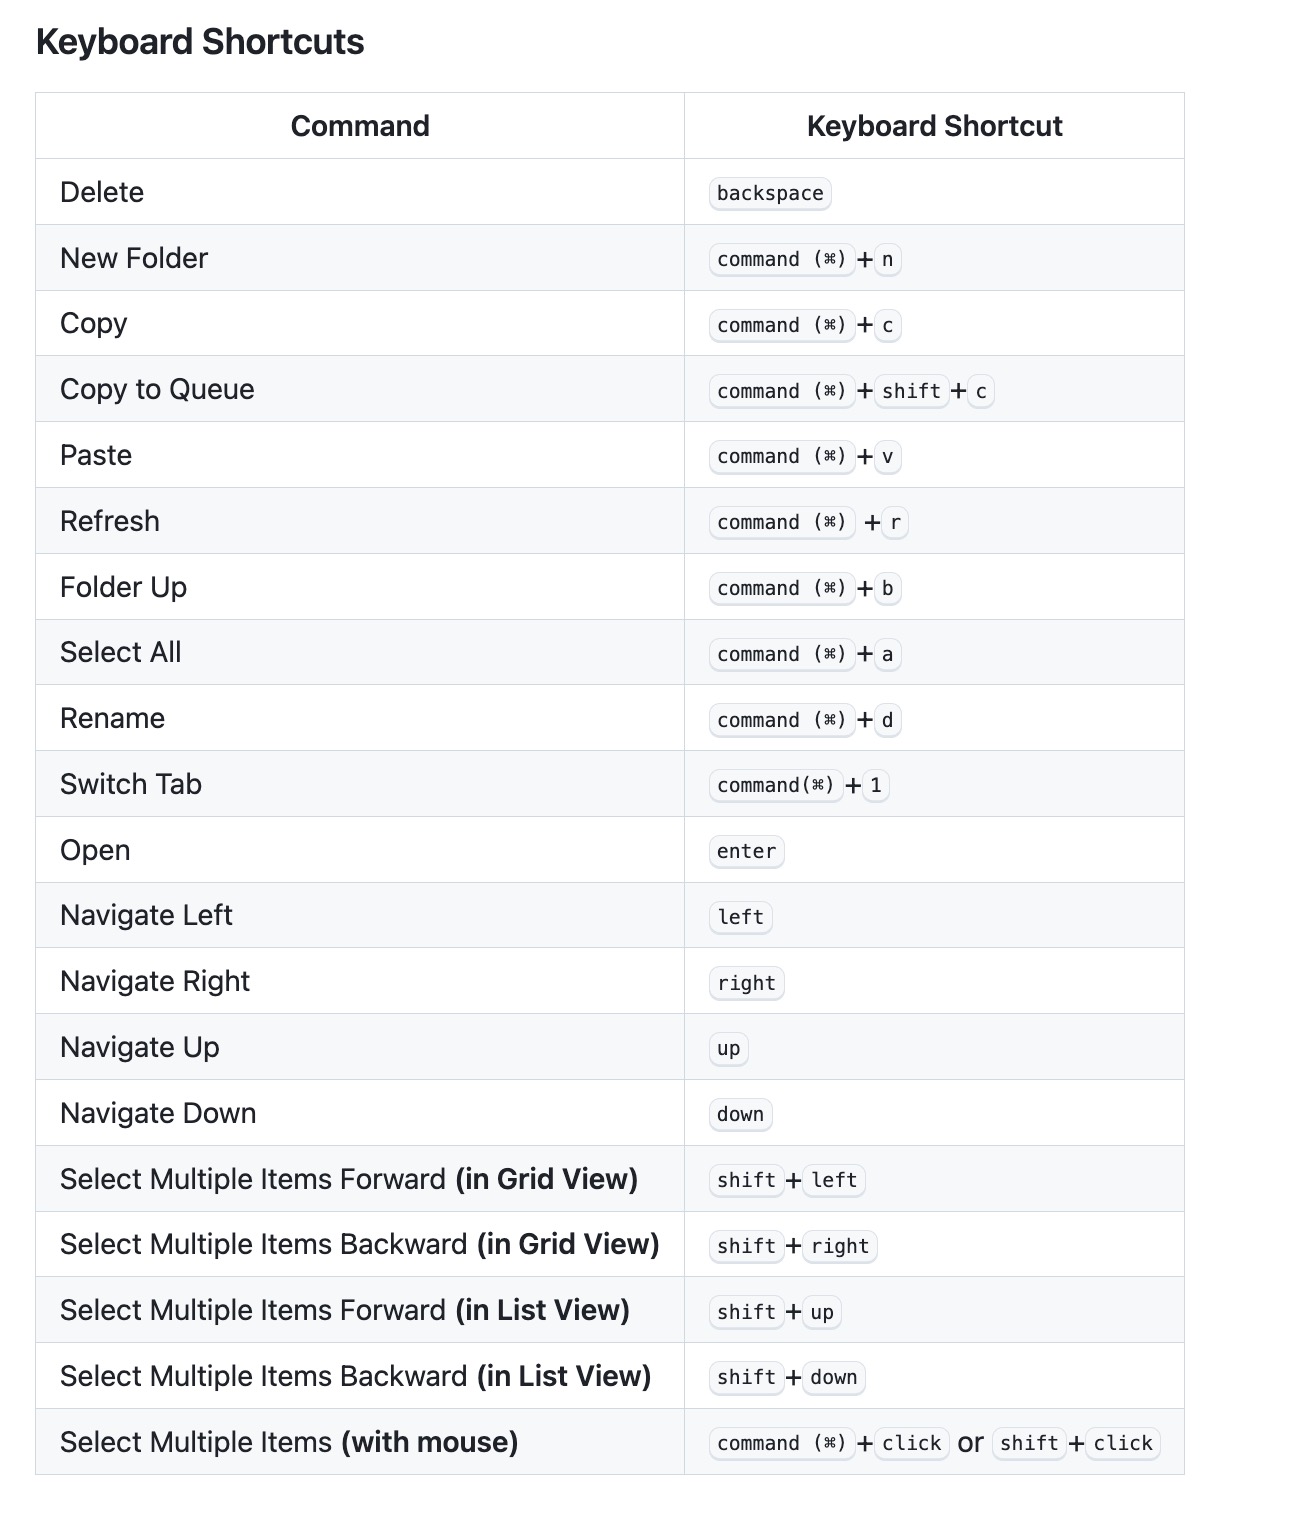 Keyboard Shortcuts
Command Keyboard Shortcut
Delete backspace
New Folder command (⌘)+n
Copy command (⌘)+c
Copy to Queue command (⌘)+shift+c
Paste command (⌘)+v
Refresh command (⌘) +r
Folder Up command (⌘)+b
Select All command (⌘)+a
Rename command (⌘)+d
Switch Tab command(⌘)+1
Open enter
Navigate Left left
Navigate Right right
Navigate Up up
Navigate Down down
Select Multiple Items Forward (in Grid View) shift+left
Select Multiple Items Backward (in Grid View) shift+right
Select Multiple Items Forward (in List View) shift+up
Select Multiple Items Backward (in List View) shift+down
Select Multiple Items (with mouse) command (⌘)+click or shift+click